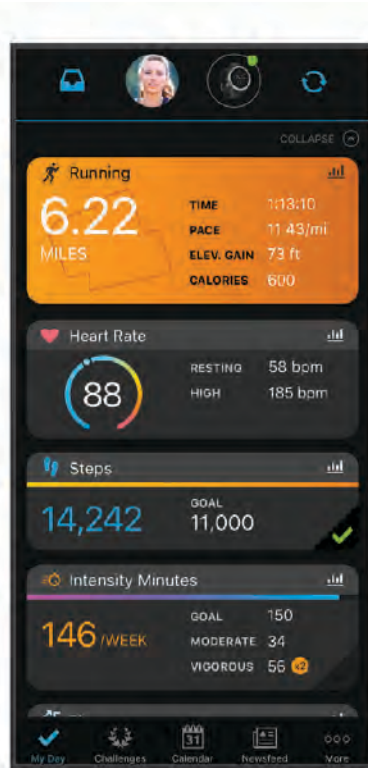 COLLAPSE
Running
6.22
MILES
TIME 1:13:10
PACE 11:43/mi
ELEV. GAIN 73 ft
CALORIES 600
Heart Rate
88
RESTING 58 bpm
HIGH 185 bpm
Steps
14,242
GOAL
11,000
Intensity Minutes
146 /WEEK
GOAL 150
MODERATE 34
VIGOROUS 56 x2
31
My Day Challenges Calendar Newsfeed More